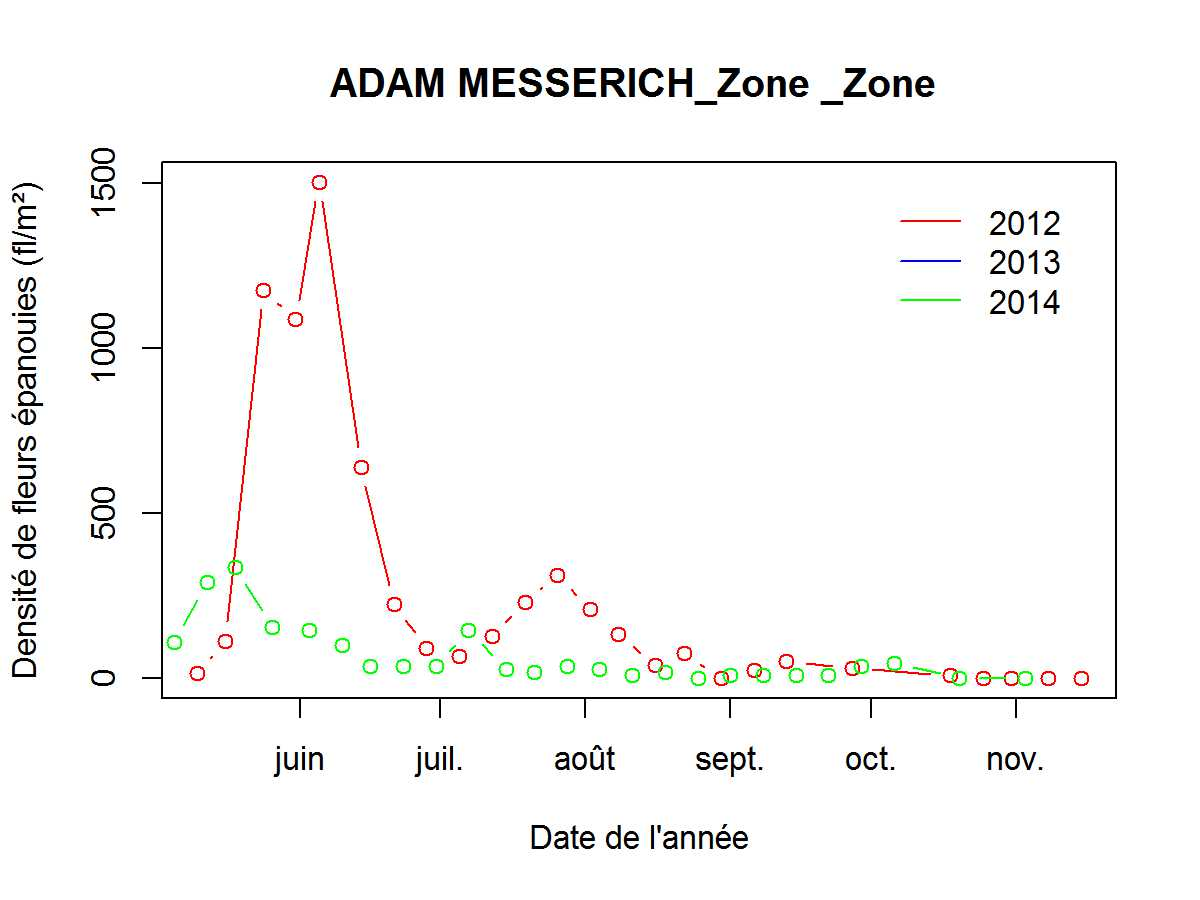 ADAM MESSERICH_Zone _Zone
Densité de fleurs épanouies (fl/m²)
1500
1000
500
0
2012
2013
2014
juin juil. août sept. oct. nov.
Date de l'année